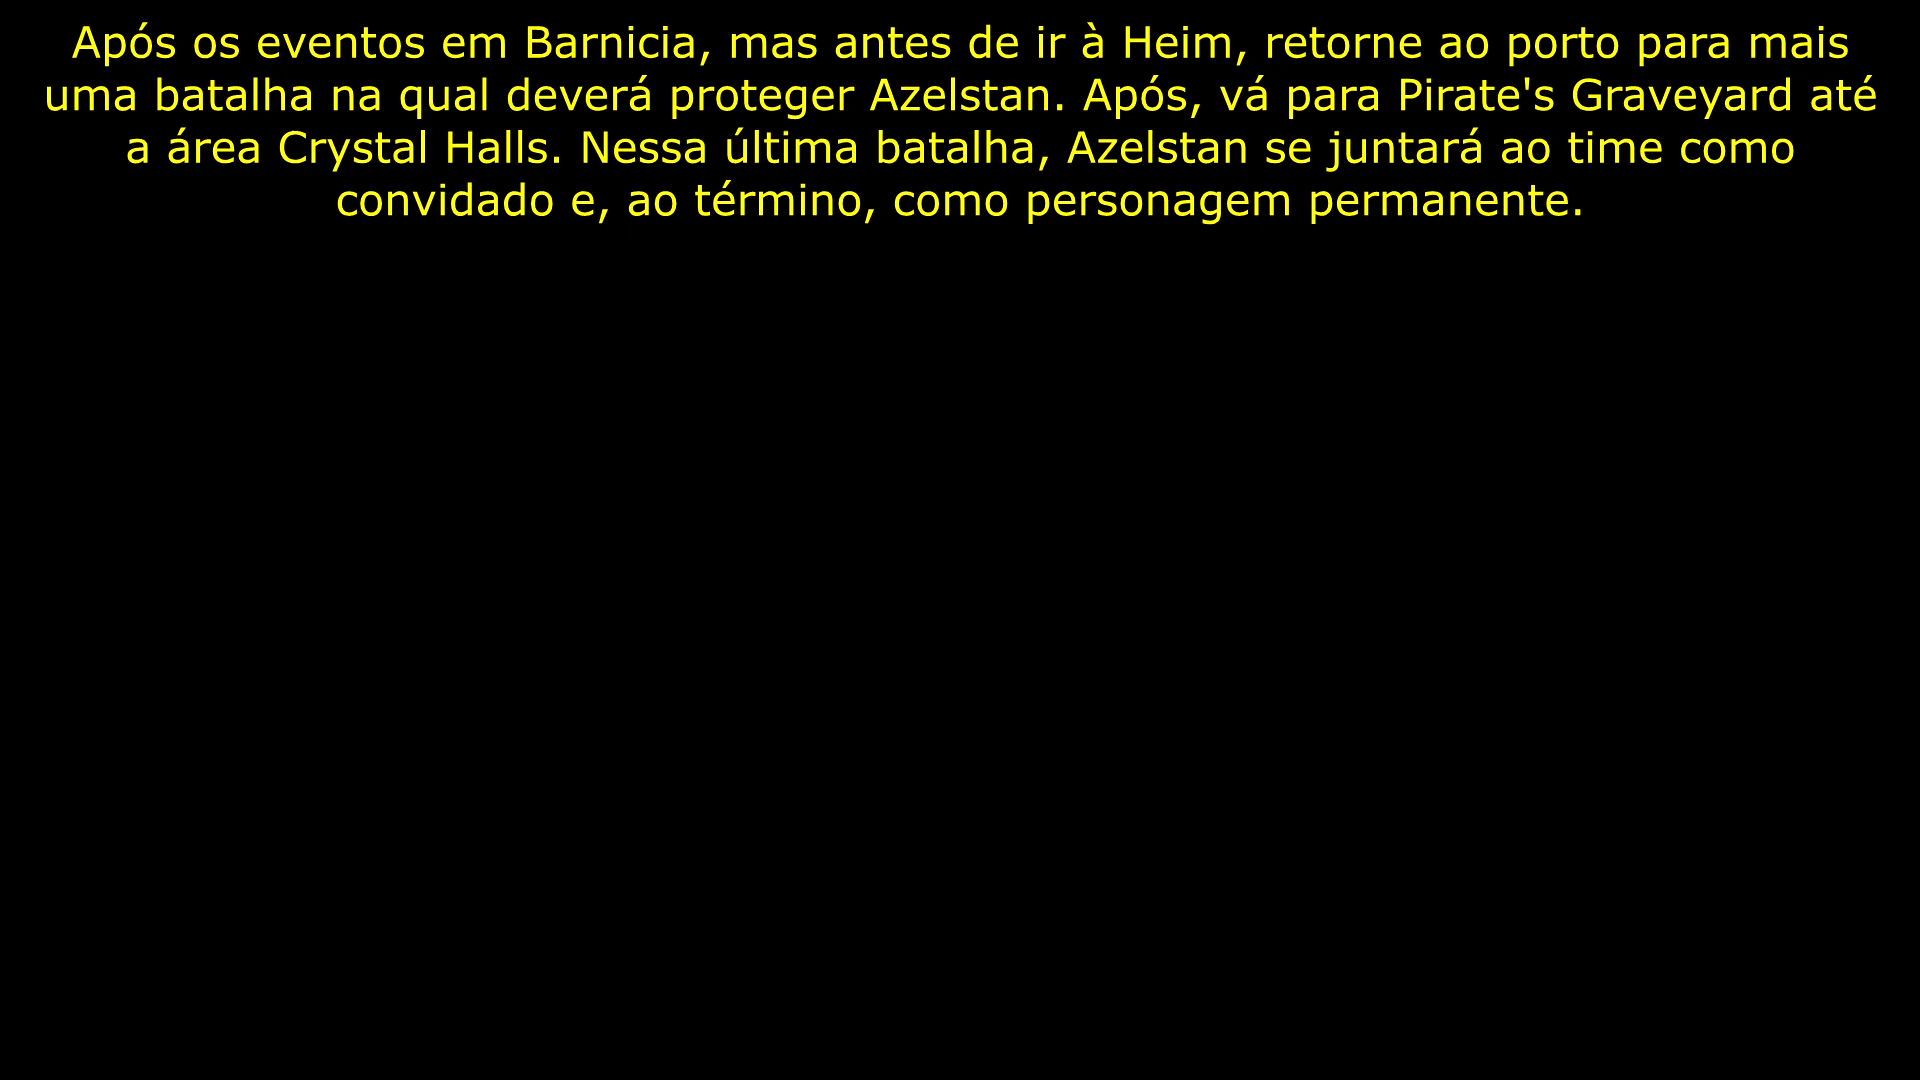 Após os eventos em Barnicia, mas antes de ir à Heim, retorne ao porto para mais
uma batalha na qual deverá proteger Azelstan. Após, vá para Pirate's Graveyard até
a área Crystal Halls. Nessa última batalha, Azelstan se juntará ao time como
convidado e, ao término, como personagem permanente.